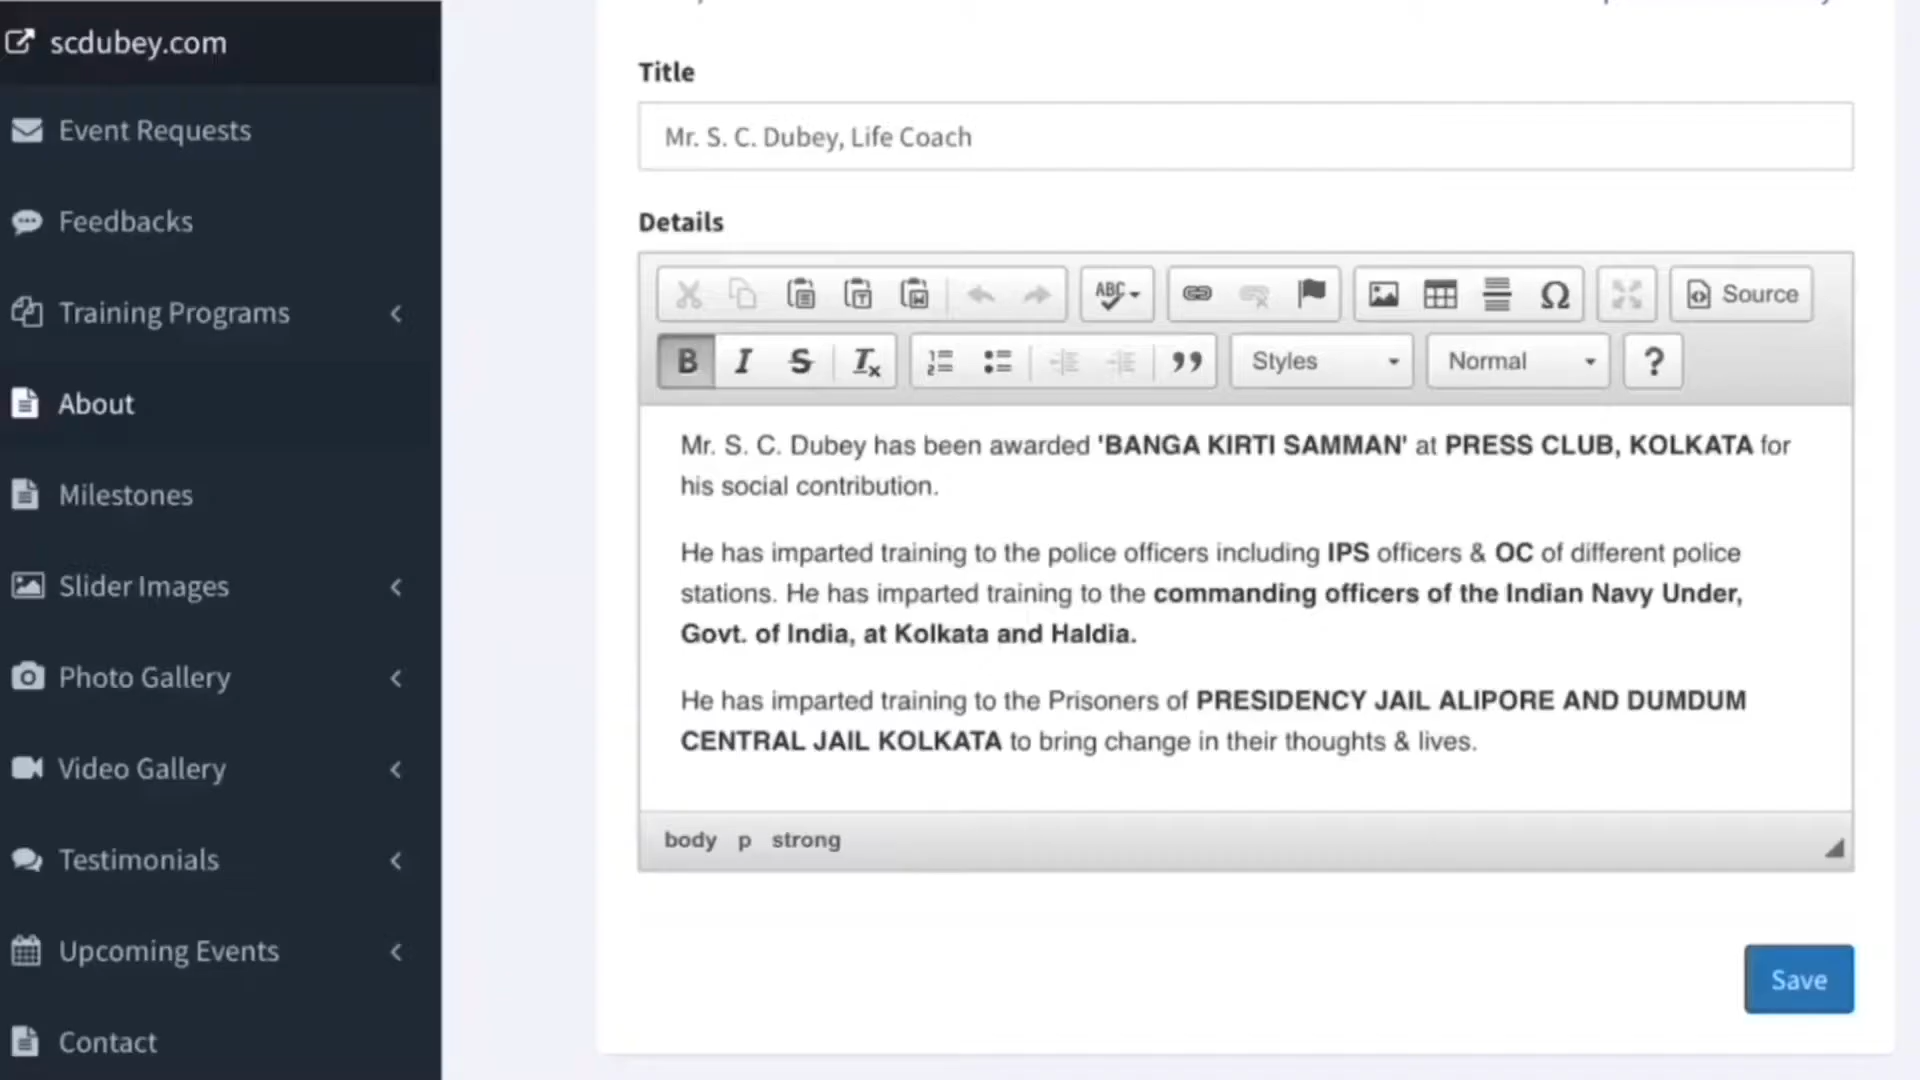 scdubey.com
Event Requests
Feedbacks
Training Programs
About
Milestones
Slider Images
Photo Gallery
Video Gallery
Testimonials
Upcoming Events
Contact
Title
Mr. S. C. Dubey, Life Coach
Details
ABC
Source
B I S Tx
Styles
Normal
?
Mr. S. C. Dubey has been awarded 'BANGA KIRTI SAMMAN' at PRESS CLUB, KOLKATA for
his social contribution.
He has imparted training to the police officers including IPS officers & OC of different police
stations. He has imparted training to the commanding officers of the Indian Navy Under,
Govt. of India, at Kolkata and Haldia.
He has imparted training to the Prisoners of PRESIDENCY JAIL ALIPORE AND DUMDUM
CENTRAL JAIL KOLKATA to bring change in their thoughts & lives.
body p strong
Save